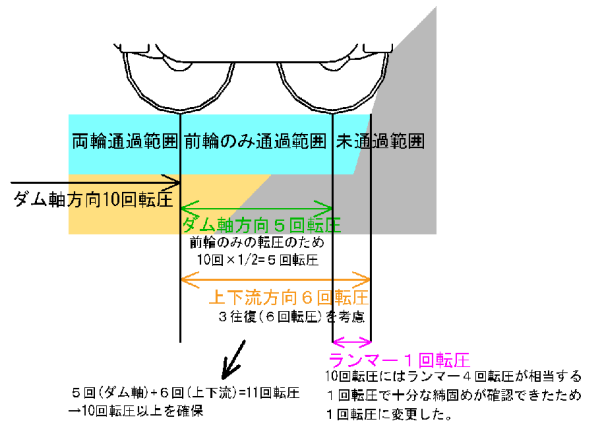 両輪通過範囲 前輪のみ通過範囲 未通過範囲
ダム軸方向10回転圧
ダム軸方向5回転圧
前輪のみの転圧のため
10回×1/2=5回転圧
上下流方向6回転圧
3往復(6回転圧)を考慮
ランマー1回転圧
10回転圧にはランマー4回転圧が相当する
1回転圧で十分な締固めが確認できたため
1回転圧に変更した。
5回(ダム軸)+6回(上下流)=11回転圧
→10回転圧以上を確保